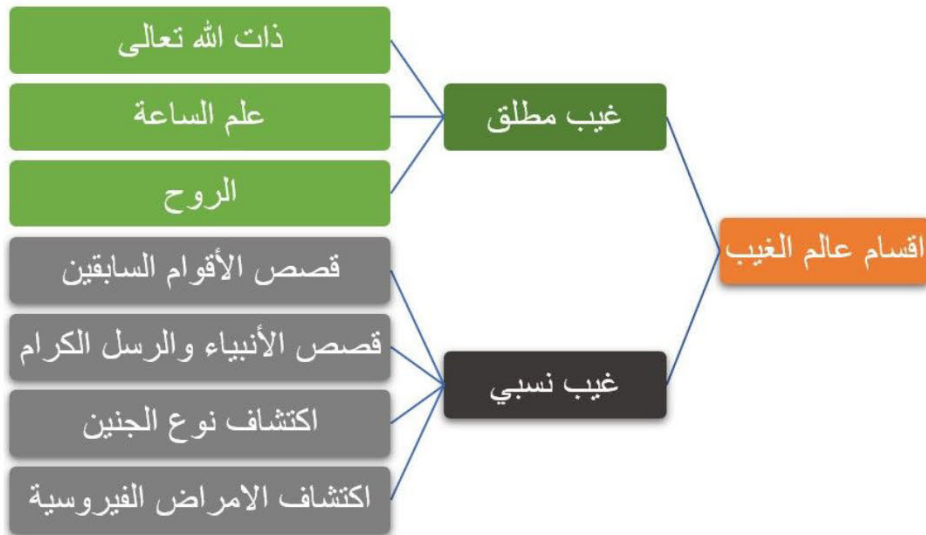 اقسام عالم الغيب
غيب مطلق
ذات الله تعالى
علم الساعة
الروح
غيب نسبي
قصص الأقوام السابقين
قصص الأنبياء والرسل الكرام
اكتشاف نوع الجنين
اكتشاف الامراض الفيروسية